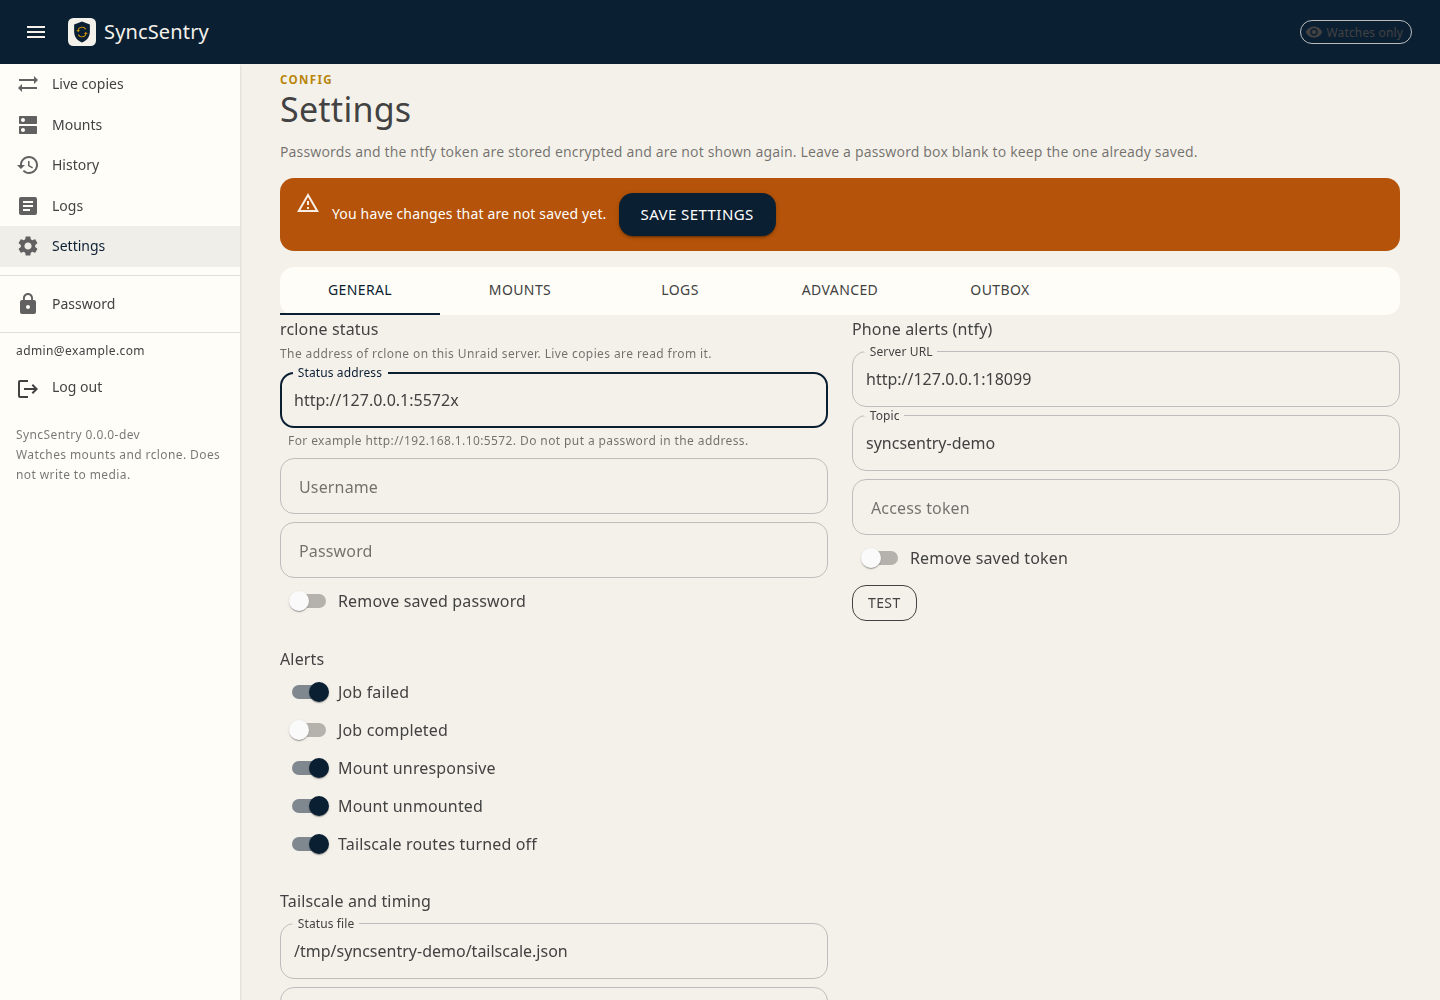 SyncSentry
Watches only
Live copies
Mounts
History
Logs
Settings
Password
admin@example.com
Log out
SyncSentry 0.0.0-dev
Watches mounts and rclone. Does
not write to media.
CONFIG
Settings
Passwords and the ntfy token are stored encrypted and are not shown again. Leave a password box blank to keep the one already saved.
You have changes that are not saved yet.
SAVE SETTINGS
GENERAL
MOUNTS
LOGS
ADVANCED
OUTBOX
rclone status
The address of rclone on this Unraid server. Live copies are read from it.
Status address
http://127.0.0.1:5572x
For example http://192.168.1.10:5572. Do not put a password in the address.
Username
Password
Remove saved password
Phone alerts (ntfy)
Server URL
http://127.0.0.1:18099
Topic
syncsentry-demo
Access token
Remove saved token
TEST
Alerts
Job failed
Job completed
Mount unresponsive
Mount unmounted
Tailscale routes turned off
Tailscale and timing
Status file
/tmp/syncsentry-demo/tailscale.json